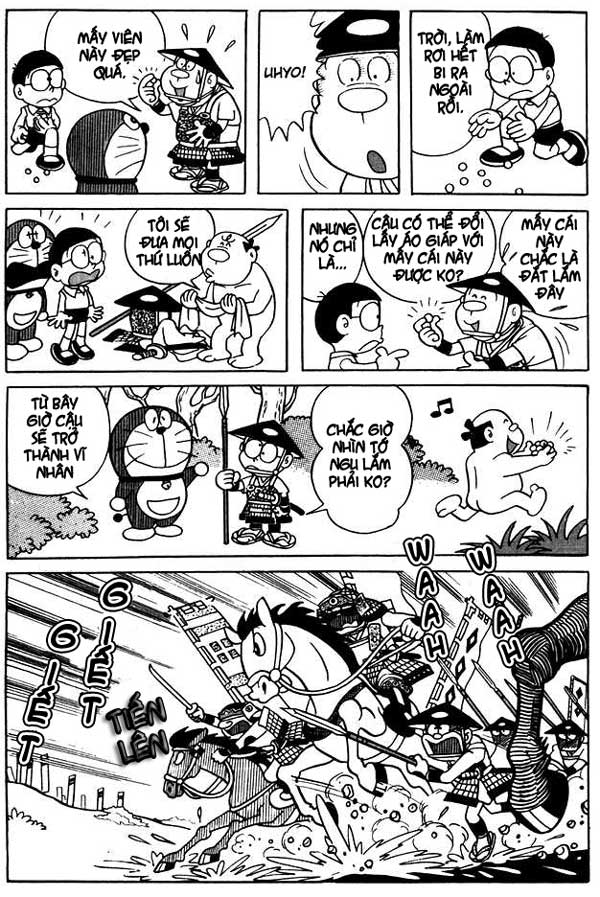 TRỜI, LÀM
RƠI HẾT
BI RA
NGOÀI
RỒI.
UHYO!
MẤY VIÊN
NÀY ĐẸP
QUÁ.
MẤY CÁI
NÀY
CHẮC LÀ
ĐẮT LẮM
ĐÂY
CẬU CÓ THỂ ĐỔI
LẤY ÁO GIÁP VỚI
MẤY CÁI NÀY
ĐƯỢC KO?
NHƯNG
NÓ CHỈ
LÀ...
TÔI SẼ
ĐƯA MỌI
THỨ LUÔN
CHẮC GIỜ
NHÌN TỚ
NGU LẮM
PHẢI KO?
TỪ BÂY
GIỜ CẬU
SẼ TRỞ
THÀNH VĨ
NHÂN
WAAH
WAAH
GIẾT
GIẾT
TIẾN
LÊN